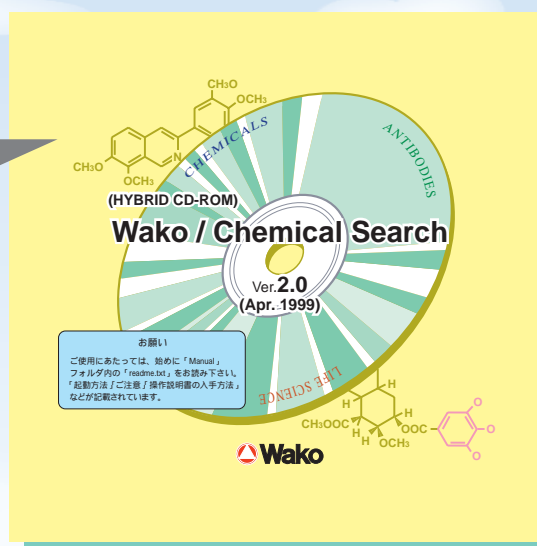 CH₃O
OCH₃
CH₃O
OCH₃
N
CHEMICALS
ANTIBODIES
(HYBRID CD-ROM)
Wako / Chemical Search
Ver.2.0
(Apr. 1999)
お願い
ご使用にあたっては、始めに「Manual」
フォルダ内の「readme.txt」をお読み下さい。
「起動方法/ご注意/操作説明書の入手方法」
などが記載されています。
LIFE SCIENCE
H
H
H
CH₃OOC
H
H
OCH₃
OOC
O
O
O
Wako